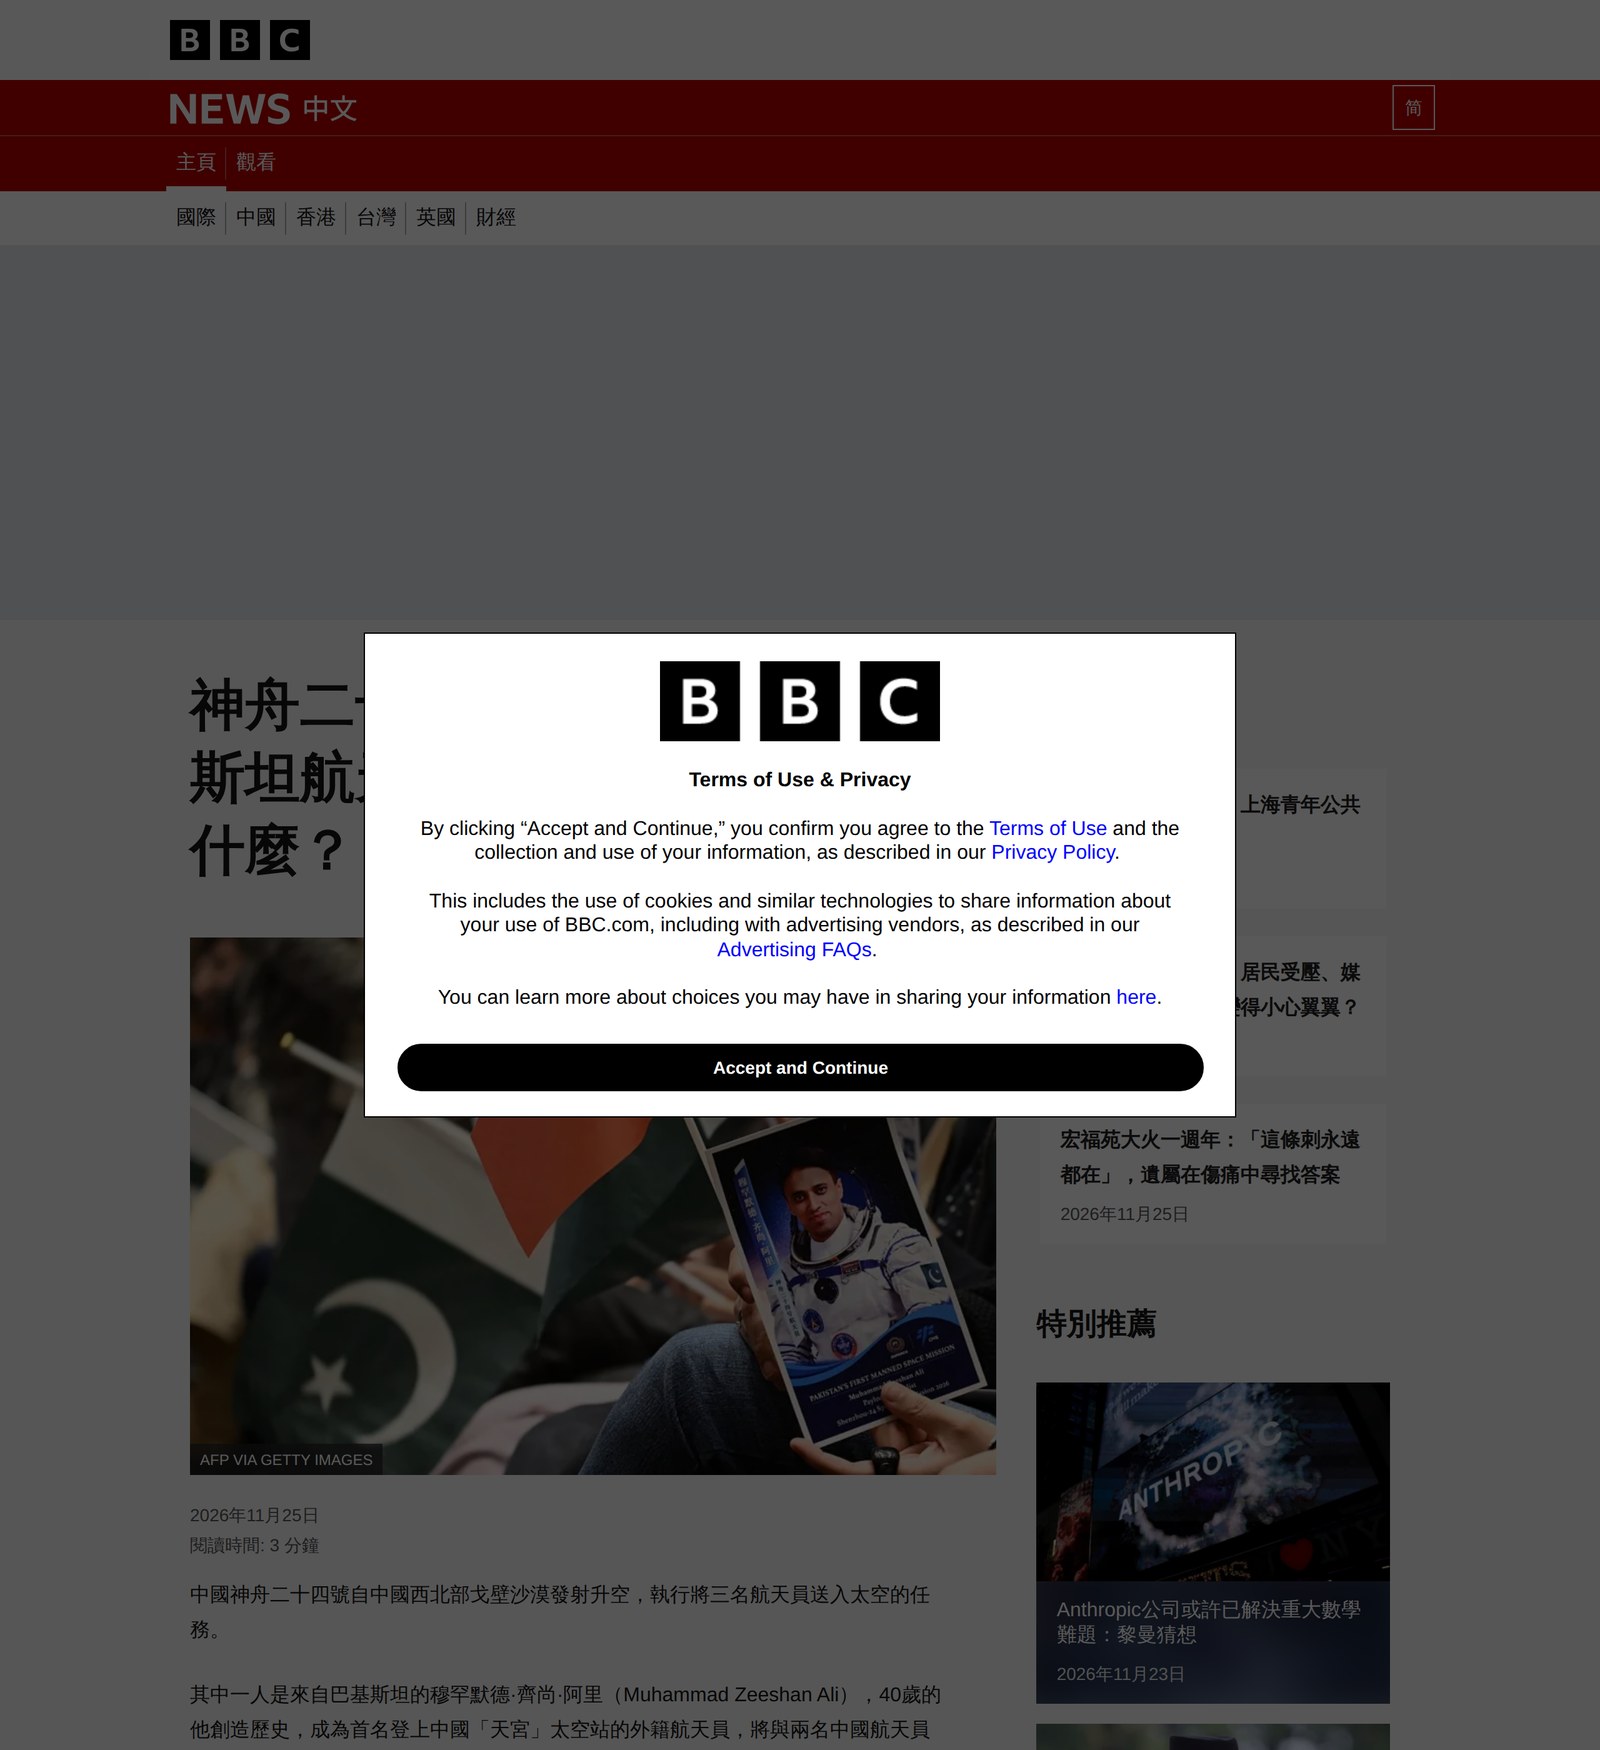 BBC
NEWS 中文
简
主頁
觀看
國際
中國
香港
台灣
英國
財經
神舟二
斯坦航
什麼？
BBC
Terms of Use & Privacy
By clicking “Accept and Continue,” you confirm you agree to the Terms of Use and the
collection and use of your information, as described in our Privacy Policy.
This includes the use of cookies and similar technologies to share information about
your use of BBC.com, including with advertising vendors, as described in our
Advertising FAQs.
You can learn more about choices you may have in sharing your information here.
Accept and Continue
PAKISTAN'S FIRST MANNED SPACE MISSION
AFP VIA GETTY IMAGES
2026年11月25日
閱讀時間: 3 分鐘
中國神舟二十四號自中國西北部戈壁沙漠發射升空，執行將三名航天員送入太空的任
務。
其中一人是來自巴基斯坦的穆罕默德·齊尚·阿里（Muhammad Zeeshan Ali），40歲的
他創造歷史，成為首名登上中國「天宮」太空站的外籍航天員，將與兩名中國航天員
上海青年公共
居民受壓、媒
得小心翼翼？
宏福苑大火一週年：「這條刺永遠
都在」，遺屬在傷痛中尋找答案
2026年11月25日
特別推薦
ANTHROPIC
Anthropic公司或許已解決重大數學
難題：黎曼猜想
2026年11月23日